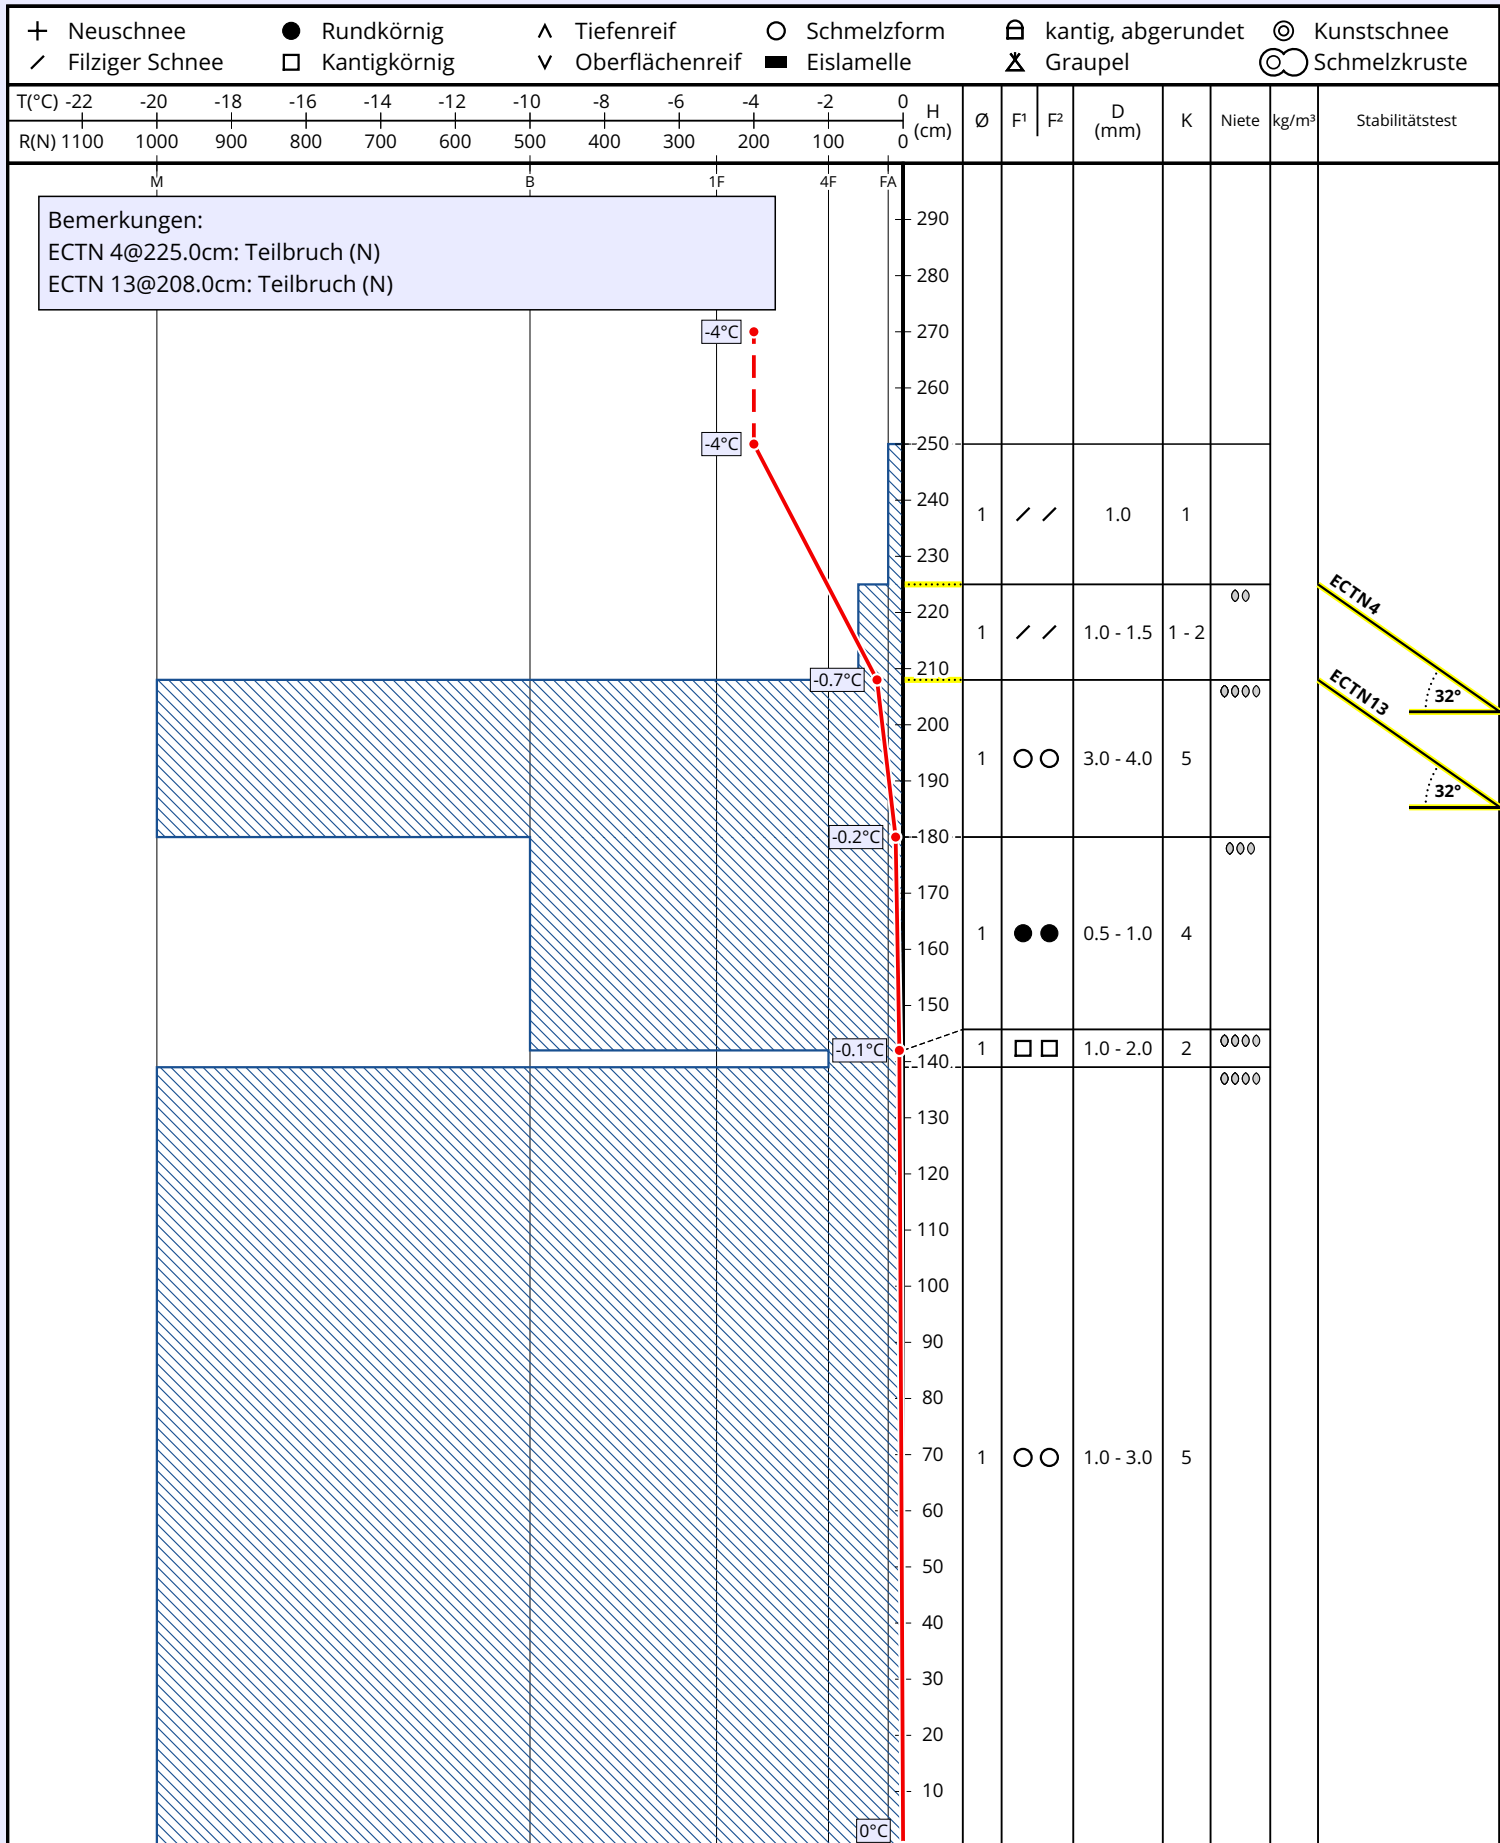 Neuschnee Rundkörnig Tiefenreif Schmelzform kantig, abgerundet Kunstschnee
Filziger Schnee Kantigkörnig Oberflächenreif Eislamelle Graupel Schmelzkruste
T(°C) -22 -20 -18 -16 -14 -12 -10 -8 -6 -4 -2 0
R(N) 1100 1000 900 800 700 600 500 400 300 200 100 0
H (cm) Ø F¹ F² D (mm) K Niete kg/m³ Stabilitätstest
M B 1F 4F FA
Bemerkungen:
ECTN 4@225.0cm: Teilbruch (N)
ECTN 13@208.0cm: Teilbruch (N)
290
280
-4°C 270
260
-4°C 250
240
1 1.0 1
230
ECTN4
220
1 1.0 - 1.5 1 - 2
210
-0.7°C
ECTN13
32°
200
1 3.0 - 4.0 5
190
32°
-0.2°C 180
170
1 0.5 - 1.0 4
160
150
-0.1°C 1 1.0 - 2.0 2
140
130
120
110
100
90
80
70
1 1.0 - 3.0 5
60
50
40
30
20
10
0°C